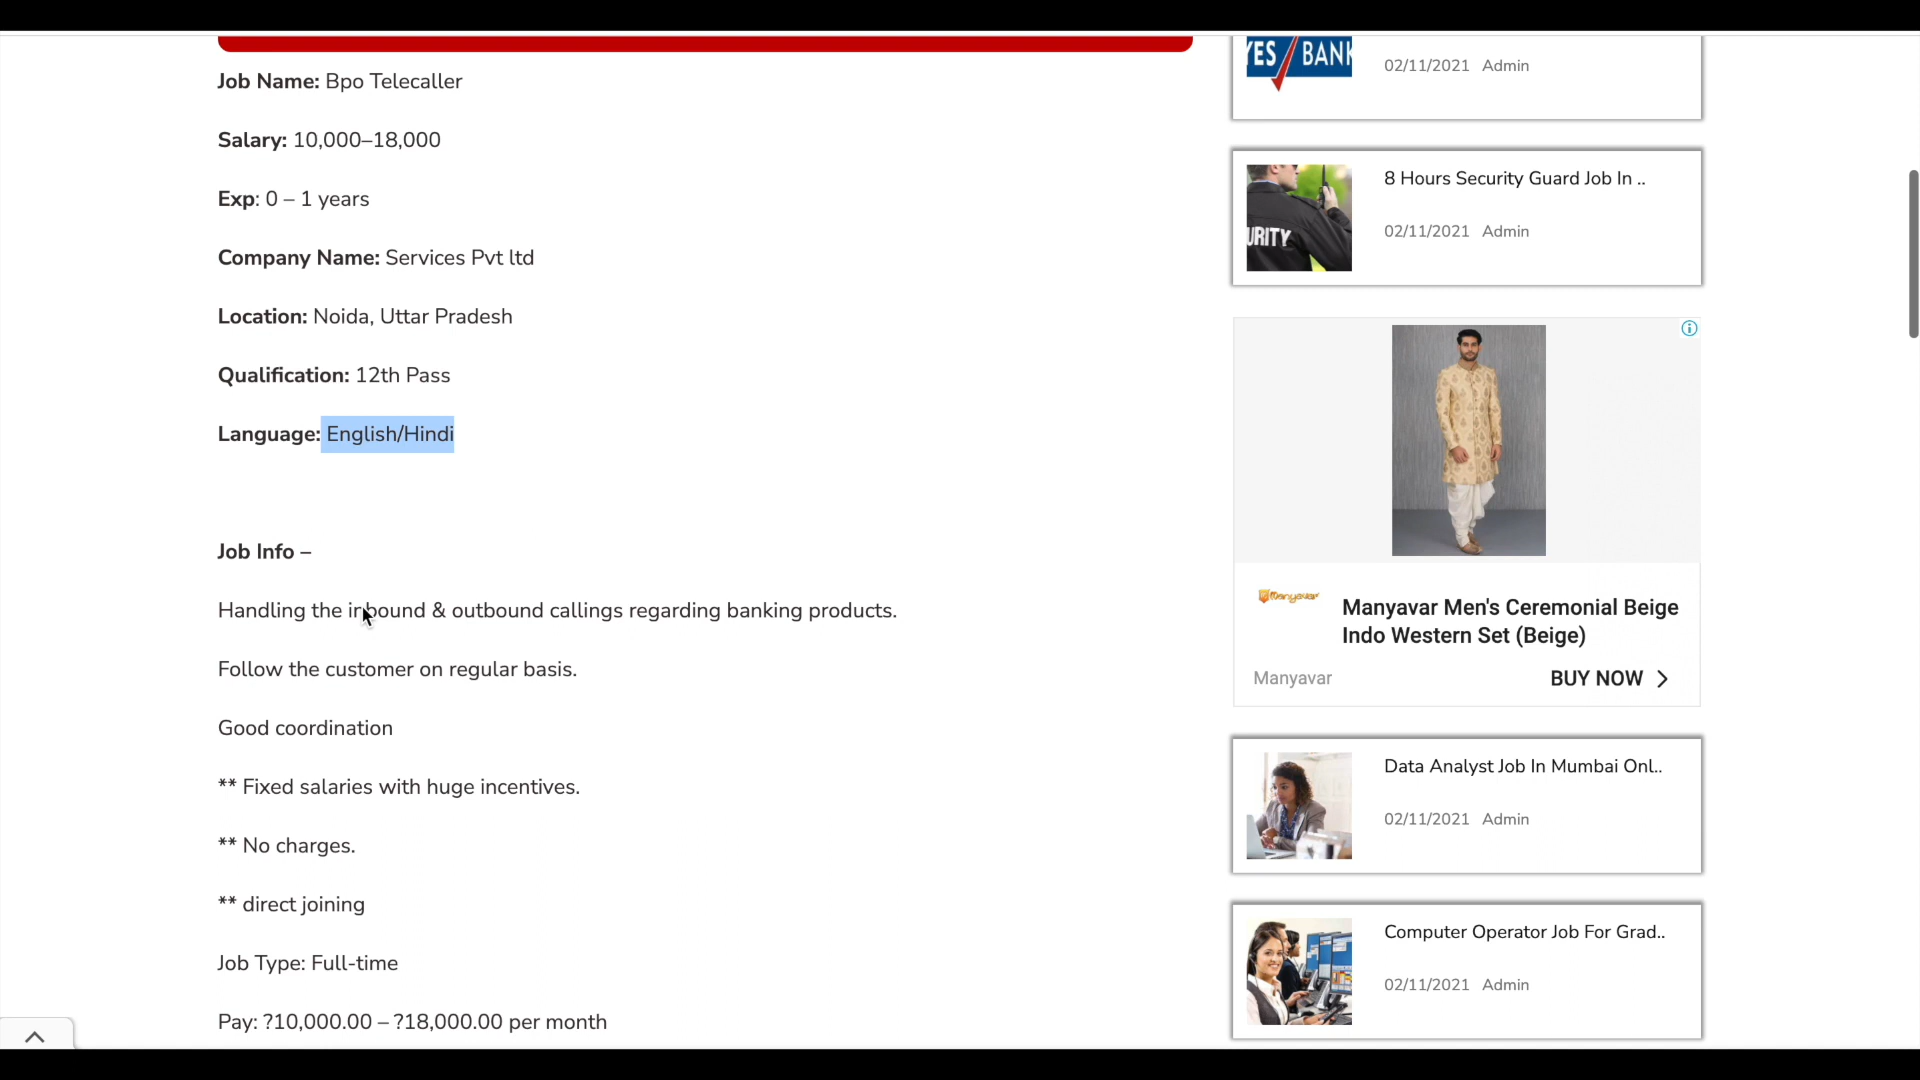 Job Name: Bpo Telecaller
Salary: 10,000–18,000
Exp: 0 – 1 years
Company Name: Services Pvt ltd
Location: Noida, Uttar Pradesh
Qualification: 12th Pass
Language: English/Hindi
Job Info –
Handling the inbound & outbound callings regarding banking products.
Follow the customer on regular basis.
Good coordination
** Fixed salaries with huge incentives.
** No charges.
** direct joining
Job Type: Full-time
Pay: ?10,000.00 – ?18,000.00 per month
YES BANK
02/11/2021 Admin
URITY
8 Hours Security Guard Job In ..
02/11/2021 Admin
Manyavar
Manyavar Men's Ceremonial Beige
Indo Western Set (Beige)
Manyavar
BUY NOW
Data Analyst Job In Mumbai Onl..
02/11/2021 Admin
Computer Operator Job For Grad..
02/11/2021 Admin